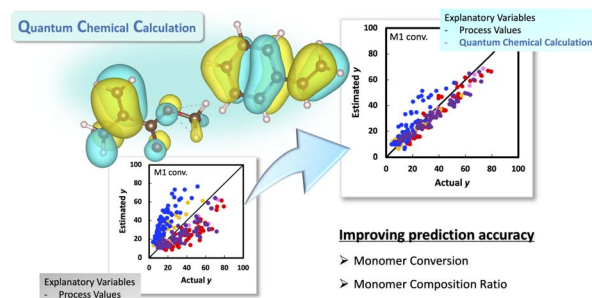 Quantum Chemical Calculation
Explanatory Variables
- Process Values
- Quantum Chemical Calculation
M1 conv.
Estimated y
100
80
60
40
20
0
0 20 40 60 80 100
Actual y
M1 conv.
Estimated y
100
80
60
40
20
0
0 20 40 60 80 100
Actual y
Explanatory Variables
- Process Values
Improving prediction accuracy
➤ Monomer Conversion
➤ Monomer Composition Ratio